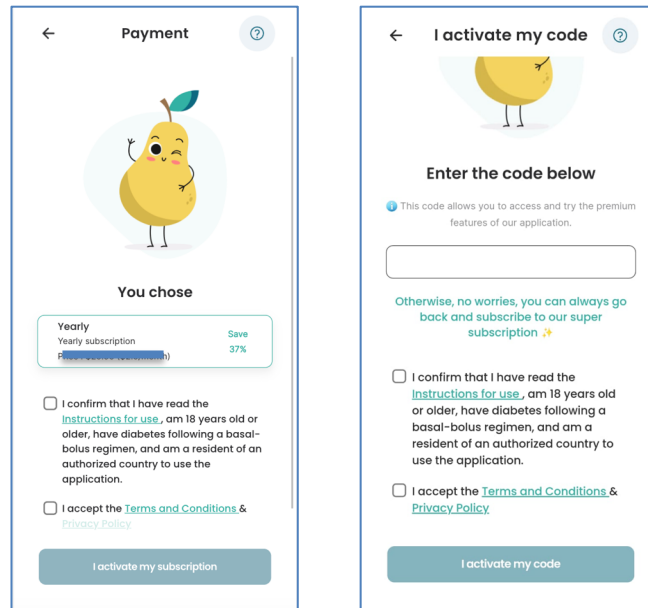 Payment
You chose
Yearly
Yearly subscription
Save
37%
I confirm that I have read the
Instructions for use , am 18 years old or
older, have diabetes following a basal-
bolus regimen, and am a resident of an
authorized country to use the
application.
I accept the Terms and Conditions &
Privacy Policy
I activate my subscription
I activate my code
Enter the code below
This code allows you to access and try the premium
features of our application.
Otherwise, no worries, you can always go
back and subscribe to our super
subscription ✨
I confirm that I have read the
Instructions for use , am 18 years old
or older, have diabetes following a
basal-bolus regimen, and am a
resident of an authorized country to
use the application.
I accept the Terms and Conditions &
Privacy Policy
I activate my code